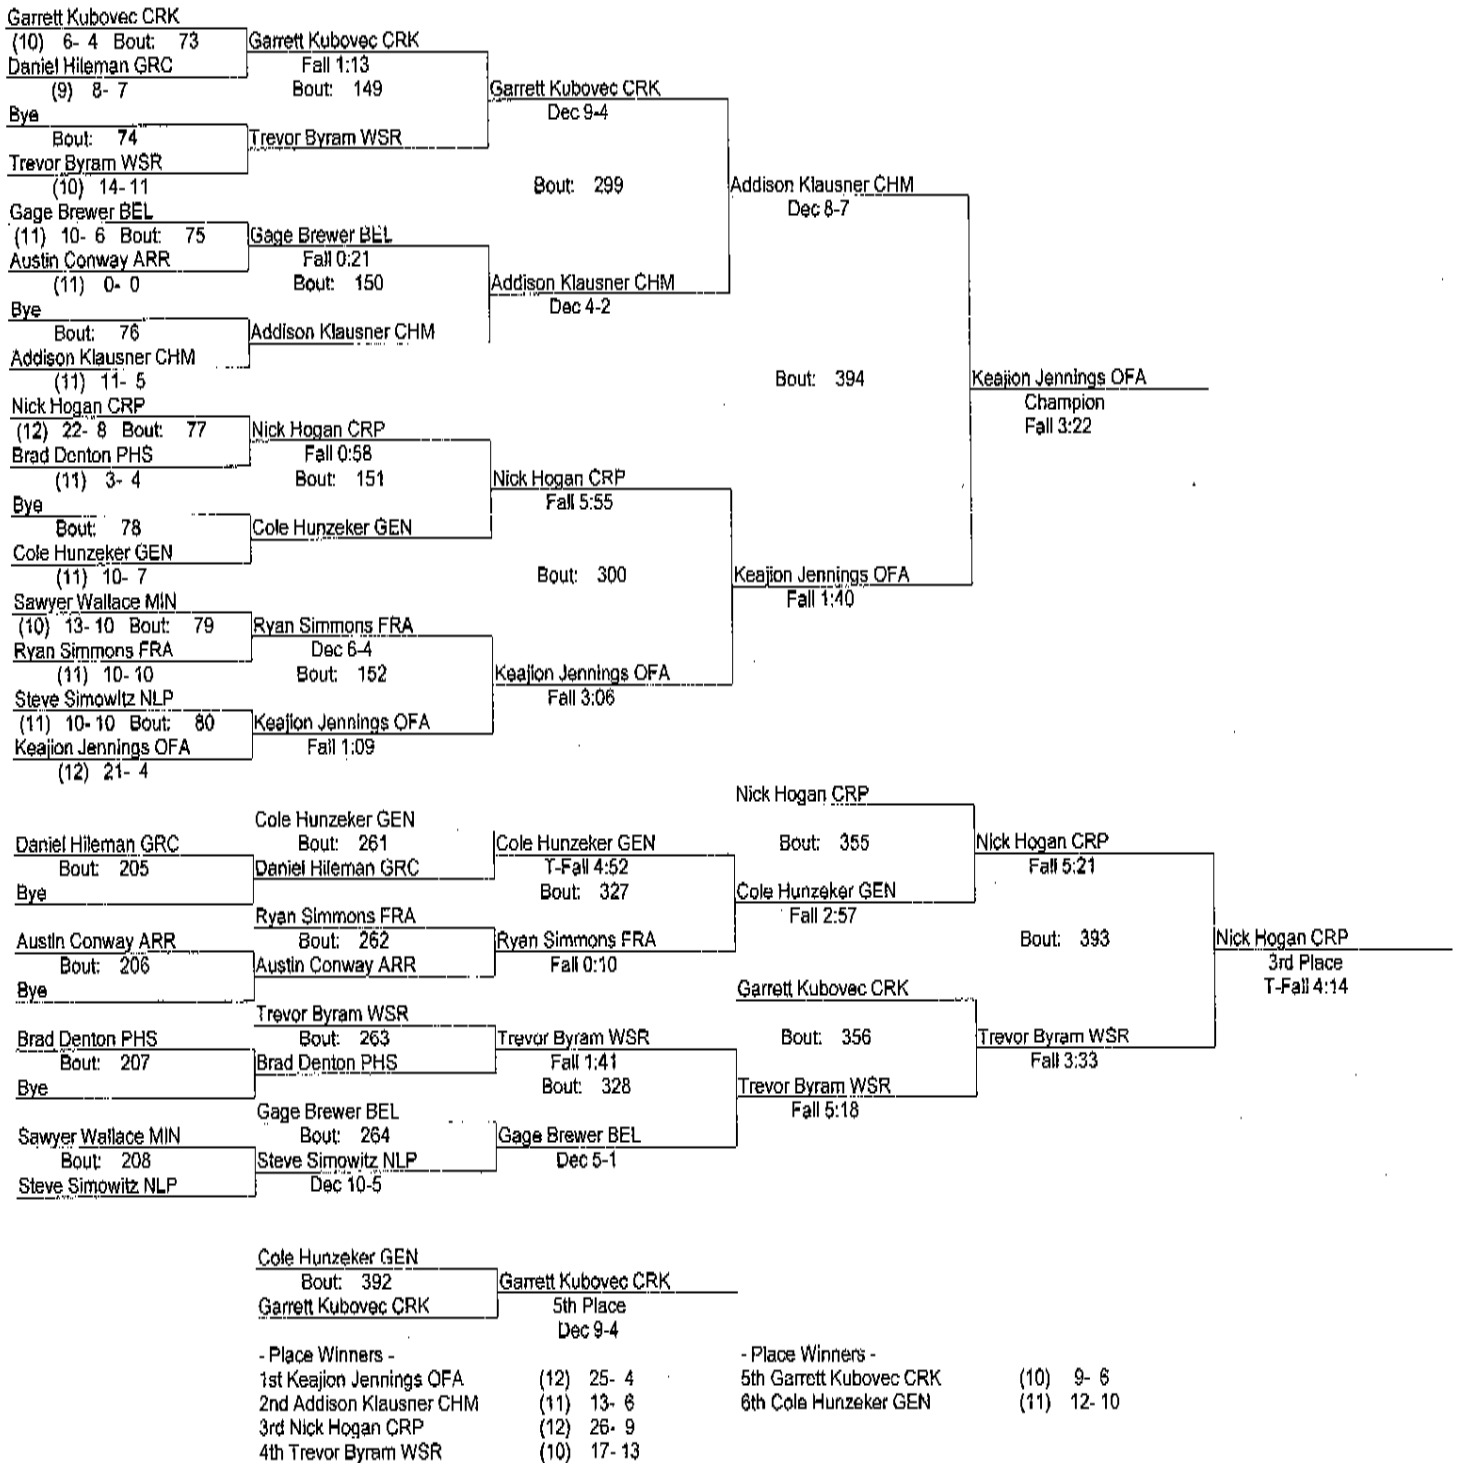 Garrett Kubovec CRK
(10) 6- 4 Bout: 73
Daniel Hileman GRC
(9) 8- 7
Bye
Bout: 74
Trevor Byram WSR
(10) 14- 11
Gage Brewer BEL
(11) 10- 6 Bout: 75
Austin Conway ARR
(11) 0- 0
Bye
Bout: 76
Addison Klausner CHM
(11) 11- 5
Nick Hogan CRP
(12) 22- 8 Bout: 77
Brad Denton PHS
(11) 3- 4
Bye
Bout: 78
Cole Hunzeker GEN
(11) 10- 7
Sawyer Wallace MIN
(10) 13- 10 Bout: 79
Ryan Simmons FRA
(11) 10- 10
Steve Simowitz NLP
(11) 10- 10 Bout: 80
Keajion Jennings OFA
(12) 21- 4
Garrett Kubovec CRK
Fall 1:13
Bout: 149
Trevor Byram WSR
Gage Brewer BEL
Fall 0:21
Bout: 150
Addison Klausner CHM
Nick Hogan CRP
Fall 0:58
Bout: 151
Cole Hunzeker GEN
Ryan Simmons FRA
Dec 6-4
Bout: 152
Keajion Jennings OFA
Fall 1:09
Garrett Kubovec CRK
Dec 9-4
Bout: 299
Addison Klausner CHM
Dec 4-2
Nick Hogan CRP
Fall 5:55
Bout: 300
Keajion Jennings OFA
Fall 3:06
Addison Klausner CHM
Dec 8-7
Bout: 394
Keajion Jennings OFA
Fall 1:40
Keajion Jennings OFA
Champion
Fall 3:22
Daniel Hileman GRC
Bout: 205
Bye
Austin Conway ARR
Bout: 206
Bye
Brad Denton PHS
Bout: 207
Bye
Sawyer Wallace MIN
Bout: 208
Steve Simowitz NLP
Cole Hunzeker GEN
Bout: 261
Daniel Hileman GRC
Ryan Simmons FRA
Bout: 262
Austin Conway ARR
Trevor Byram WSR
Bout: 263
Brad Denton PHS
Gage Brewer BEL
Bout: 264
Steve Simowitz NLP
Dec 10-5
Cole Hunzeker GEN
T-Fall 4:52
Bout: 327
Ryan Simmons FRA
Fall 0:10
Trevor Byram WSR
Fall 1:41
Bout: 328
Gage Brewer BEL
Dec 5-1
Nick Hogan CRP
Bout: 355
Cole Hunzeker GEN
Fall 2:57
Garrett Kubovec CRK
Bout: 356
Trevor Byram WSR
Fall 5:18
Nick Hogan CRP
Fall 5:21
Bout: 393
Trevor Byram WSR
Fall 3:33
Nick Hogan CRP
3rd Place
T-Fall 4:14
Cole Hunzeker GEN
Bout: 392
Garrett Kubovec CRK
Garrett Kubovec CRK
5th Place
Dec 9-4
- Place Winners -
1st Keajion Jennings OFA (12) 25- 4
2nd Addison Klausner CHM (11) 13- 6
3rd Nick Hogan CRP (12) 26- 9
4th Trevor Byram WSR (10) 17- 13
- Place Winners -
5th Garrett Kubovec CRK (10) 9- 6
6th Cole Hunzeker GEN (11) 12- 10